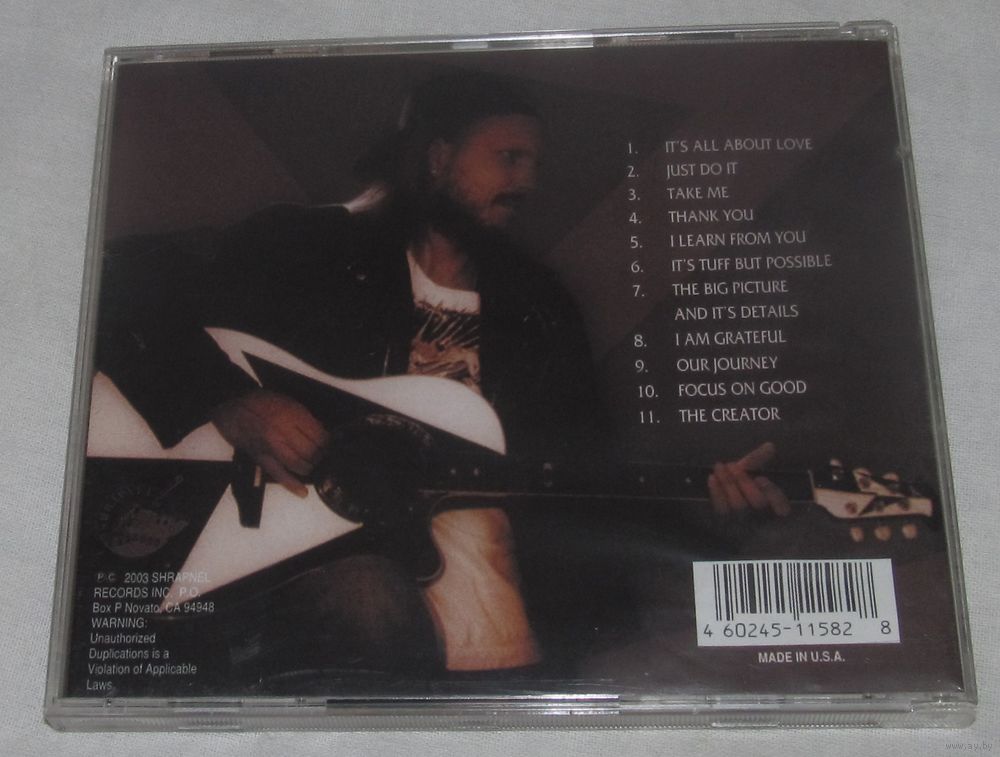 1. IT'S ALL ABOUT LOVE
2. JUST DO IT
3. TAKE ME
4. THANK YOU
5. I LEARN FROM YOU
6. IT'S TUFF BUT POSSIBLE
7. THE BIG PICTURE
AND IT'S DETAILS
8. I AM GRATEFUL
9. OUR JOURNEY
10. FOCUS ON GOOD
11. THE CREATOR
P C 2003 SHRAPNEL
RECORDS INC. P.O.
Box P Novato, CA 94948
WARNING:
Unauthorized
Duplications is a
Violation of Applicable
Laws.
4 60245-11582 8
MADE IN U.S.A.
www.ay.by